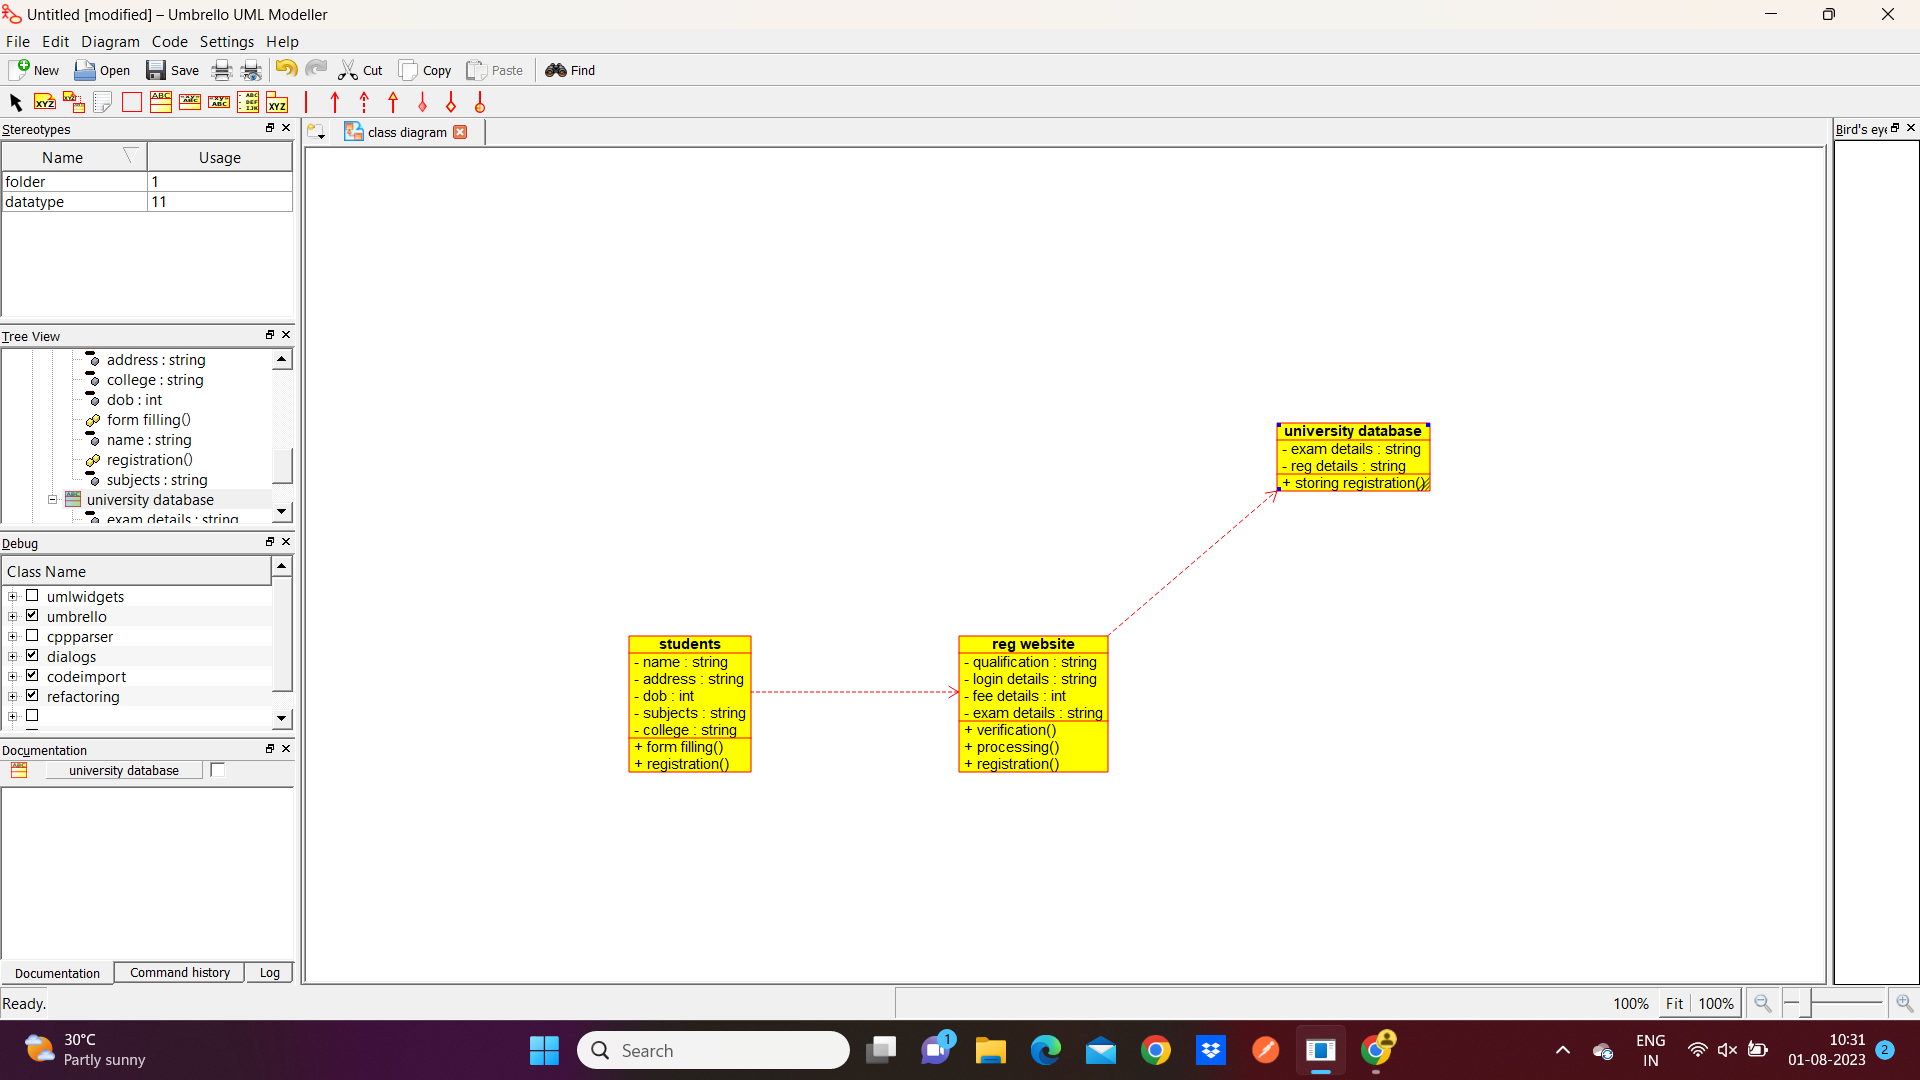 Untitled [modified] – Umbrello UML Modeller
File Edit Diagram Code Settings Help
New Open Save Cut Copy Paste Find
Stereotypes
Name Usage
folder 1
datatype 11
Tree View
address : string
college : string
dob : int
form filling()
name : string
registration()
subjects : string
university database
exam details : string
Debug
Class Name
umlwidgets
umbrello
cppparser
dialogs
codeimport
refactoring
Documentation
university database
Documentation Command history Log
Ready.
class diagram
university database
- exam details : string
- reg details : string
+ storing registration()
students
- name : string
- address : string
- dob : int
- subjects : string
- college : string
+ form filling()
+ registration()
reg website
- qualification : string
- login details : string
- fee details : int
- exam details : string
+ verification()
+ processing()
+ registration()
Bird's eye
100% Fit 100%
30°C
Partly sunny
Search
1
ENG
IN
10:31
01-08-2023
2